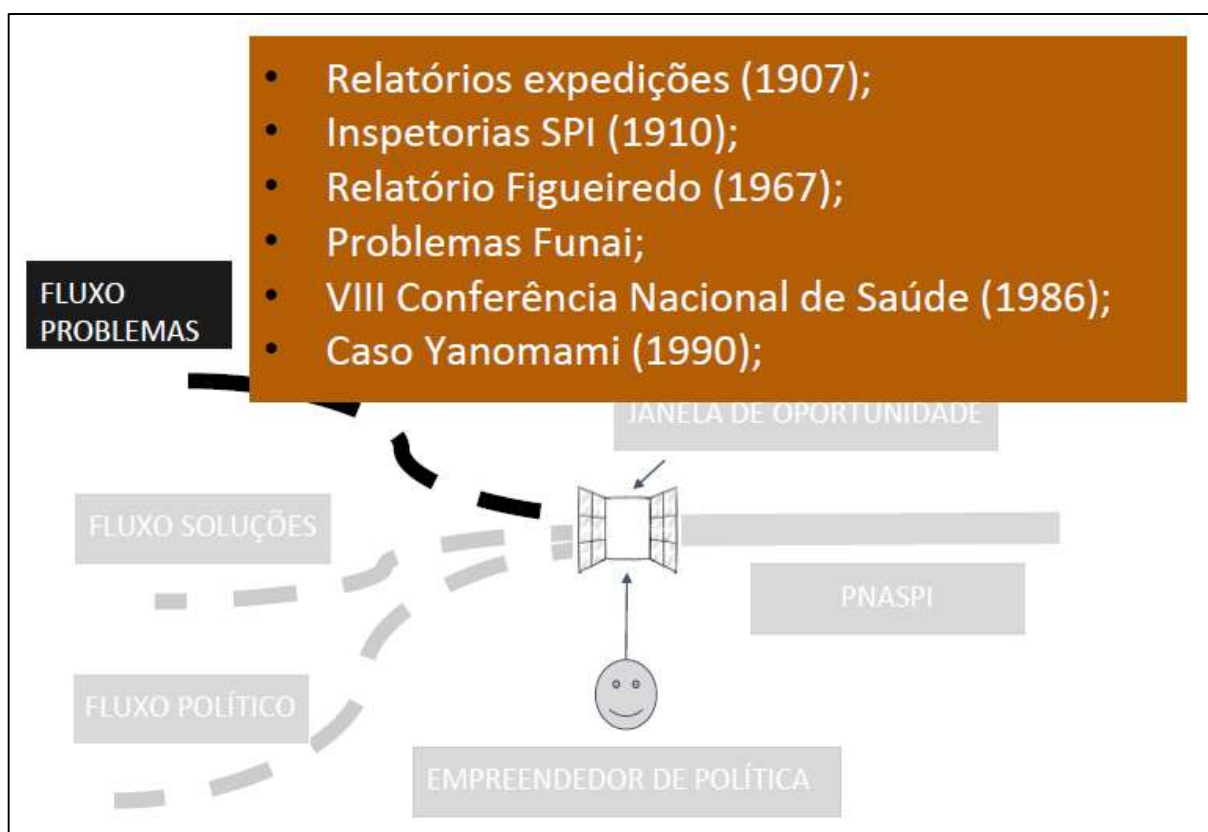 • Relatórios expedições (1907);
• Inspetorias SPI (1910);
• Relatório Figueiredo (1967);
• Problemas Funai;
• VIII Conferência Nacional de Saúde (1986);
• Caso Yanomami (1990);
FLUXO
PROBLEMAS
JANELA DE OPORTUNIDADE
FLUXO SOLUÇÕES
PNASPI
FLUXO POLÍTICO
EMPREENDEDOR DE POLÍTICA